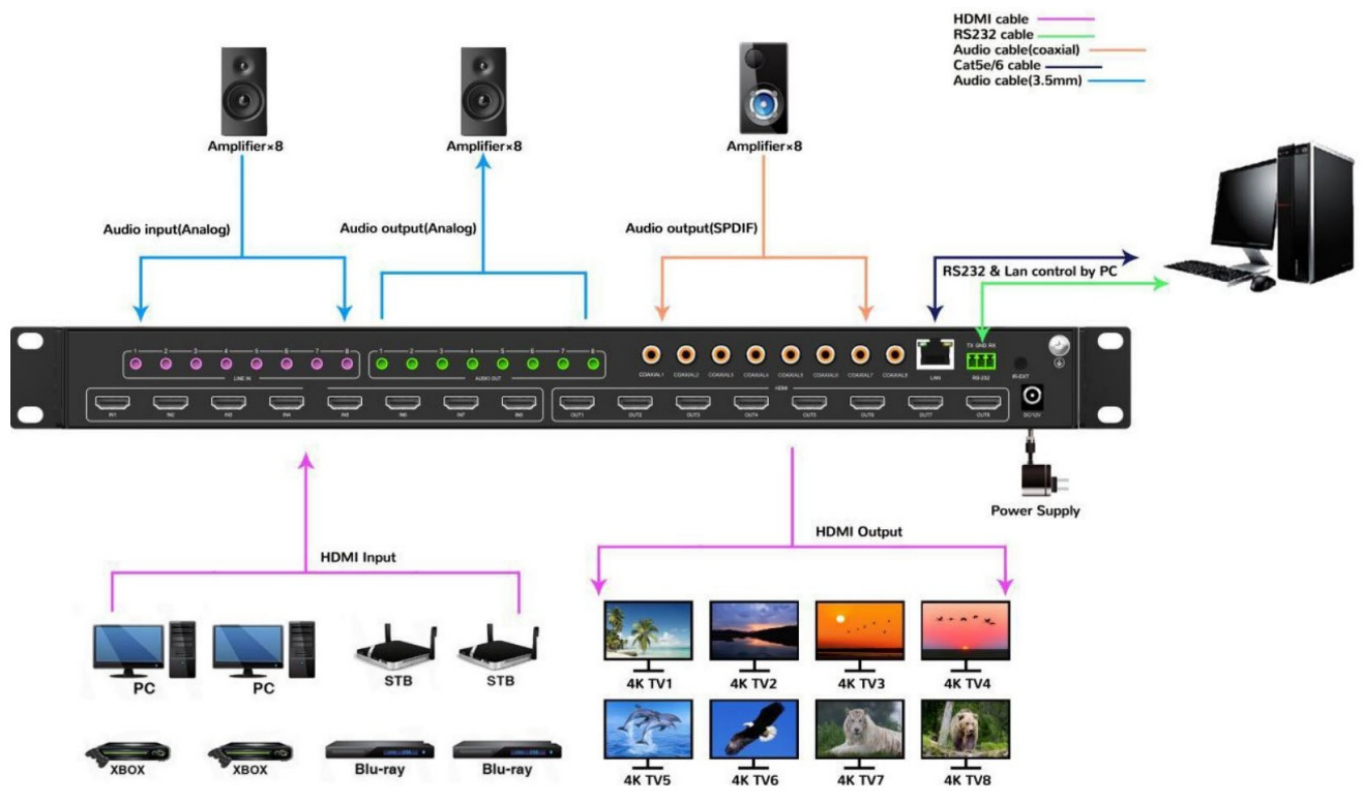 HDMI cable
RS232 cable
Audio cable(coaxial)
Cat5e/6 cable
Audio cable(3.5mm)
Amplifier×8 Amplifier×8 Amplifier×8
Audio input(Analog) Audio output(Analog) Audio output(SPDIF)
RS232 & Lan control by PC
TX GND RX
1 2 3 4 5 6 7 8 1 2 3 4 5 6 7 8
COAXIAL1 COAXIAL2 COAXIAL3 COAXIAL4 COAXIAL5 COAXIAL6 COAXIAL7 COAXIAL8 LAN RS-232 IR-EXT
LINE IN AUDIO OUT HDMI
IN1 IN2 IN3 IN4 IN5 IN6 IN7 IN8 OUT1 OUT2 OUT3 OUT4 OUT5 OUT6 OUT7 OUT8 DC12V
Power Supply
HDMI Input HDMI Output
PC PC STB STB 4K TV1 4K TV2 4K TV3 4K TV4
XBOX XBOX Blu-ray Blu-ray 4K TV5 4K TV6 4K TV7 4K TV8